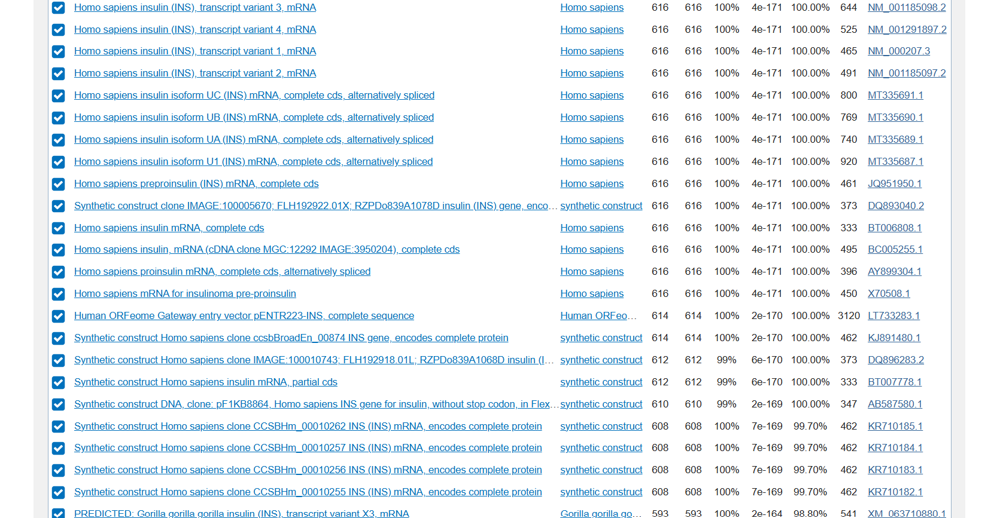 Homo sapiens insulin (INS), transcript variant 3, mRNA Homo sapiens 616 616 100% 4e-171 100.00% 644 NM_001185098.2
Homo sapiens insulin (INS), transcript variant 4, mRNA Homo sapiens 616 616 100% 4e-171 100.00% 525 NM_001291897.2
Homo sapiens insulin (INS), transcript variant 1, mRNA Homo sapiens 616 616 100% 4e-171 100.00% 465 NM_000207.3
Homo sapiens insulin (INS), transcript variant 2, mRNA Homo sapiens 616 616 100% 4e-171 100.00% 491 NM_001185097.2
Homo sapiens insulin isoform UC (INS) mRNA, complete cds, alternatively spliced Homo sapiens 616 616 100% 4e-171 100.00% 800 MT335691.1
Homo sapiens insulin isoform UB (INS) mRNA, complete cds, alternatively spliced Homo sapiens 616 616 100% 4e-171 100.00% 769 MT335690.1
Homo sapiens insulin isoform UA (INS) mRNA, complete cds, alternatively spliced Homo sapiens 616 616 100% 4e-171 100.00% 740 MT335689.1
Homo sapiens insulin isoform U1 (INS) mRNA, complete cds, alternatively spliced Homo sapiens 616 616 100% 4e-171 100.00% 920 MT335687.1
Homo sapiens preproinsulin (INS) mRNA, complete cds Homo sapiens 616 616 100% 4e-171 100.00% 461 JQ951950.1
Synthetic construct clone IMAGE:100005670; FLH192922.01X; RZPDo839A1078D insulin (INS) gene, enco... synthetic construct 616 616 100% 4e-171 100.00% 373 DQ893040.2
Homo sapiens insulin mRNA, complete cds Homo sapiens 616 616 100% 4e-171 100.00% 333 BT006808.1
Homo sapiens insulin, mRNA (cDNA clone MGC:12292 IMAGE:3950204), complete cds Homo sapiens 616 616 100% 4e-171 100.00% 495 BC005255.1
Homo sapiens proinsulin mRNA, complete cds, alternatively spliced Homo sapiens 616 616 100% 4e-171 100.00% 396 AY899304.1
Homo sapiens mRNA for insulinoma pre-proinsulin Homo sapiens 616 616 100% 4e-171 100.00% 450 X70508.1
Human ORFeome Gateway entry vector pENTR223-INS, complete sequence Human ORFeo... 614 614 100% 2e-170 100.00% 3120 LT733283.1
Synthetic construct Homo sapiens clone ccsbBroadEn_00874 INS gene, encodes complete protein synthetic construct 614 614 100% 2e-170 100.00% 462 KJ891480.1
Synthetic construct Homo sapiens clone IMAGE:100010743; FLH192918.01L; RZPDo839A1068D insulin (I... synthetic construct 612 612 99% 6e-170 100.00% 373 DQ896283.2
Synthetic construct Homo sapiens insulin mRNA, partial cds synthetic construct 612 612 99% 6e-170 100.00% 333 BT007778.1
Synthetic construct DNA, clone: pF1KB8864, Homo sapiens INS gene for insulin, without stop codon, in Flex... synthetic construct 610 610 99% 2e-169 100.00% 347 AB587580.1
Synthetic construct Homo sapiens clone CCSBHm_00010262 INS (INS) mRNA, encodes complete protein synthetic construct 608 608 100% 7e-169 99.70% 462 KR710185.1
Synthetic construct Homo sapiens clone CCSBHm_00010257 INS (INS) mRNA, encodes complete protein synthetic construct 608 608 100% 7e-169 99.70% 462 KR710184.1
Synthetic construct Homo sapiens clone CCSBHm_00010256 INS (INS) mRNA, encodes complete protein synthetic construct 608 608 100% 7e-169 99.70% 462 KR710183.1
Synthetic construct Homo sapiens clone CCSBHm_00010255 INS (INS) mRNA, encodes complete protein synthetic construct 608 608 100% 7e-169 99.70% 462 KR710182.1
PREDICTED: Gorilla gorilla gorilla insulin (INS), transcript variant X3, mRNA Gorilla gorilla go... 593 593 100% 2e-164 98.80% 541 XM_063710880.1